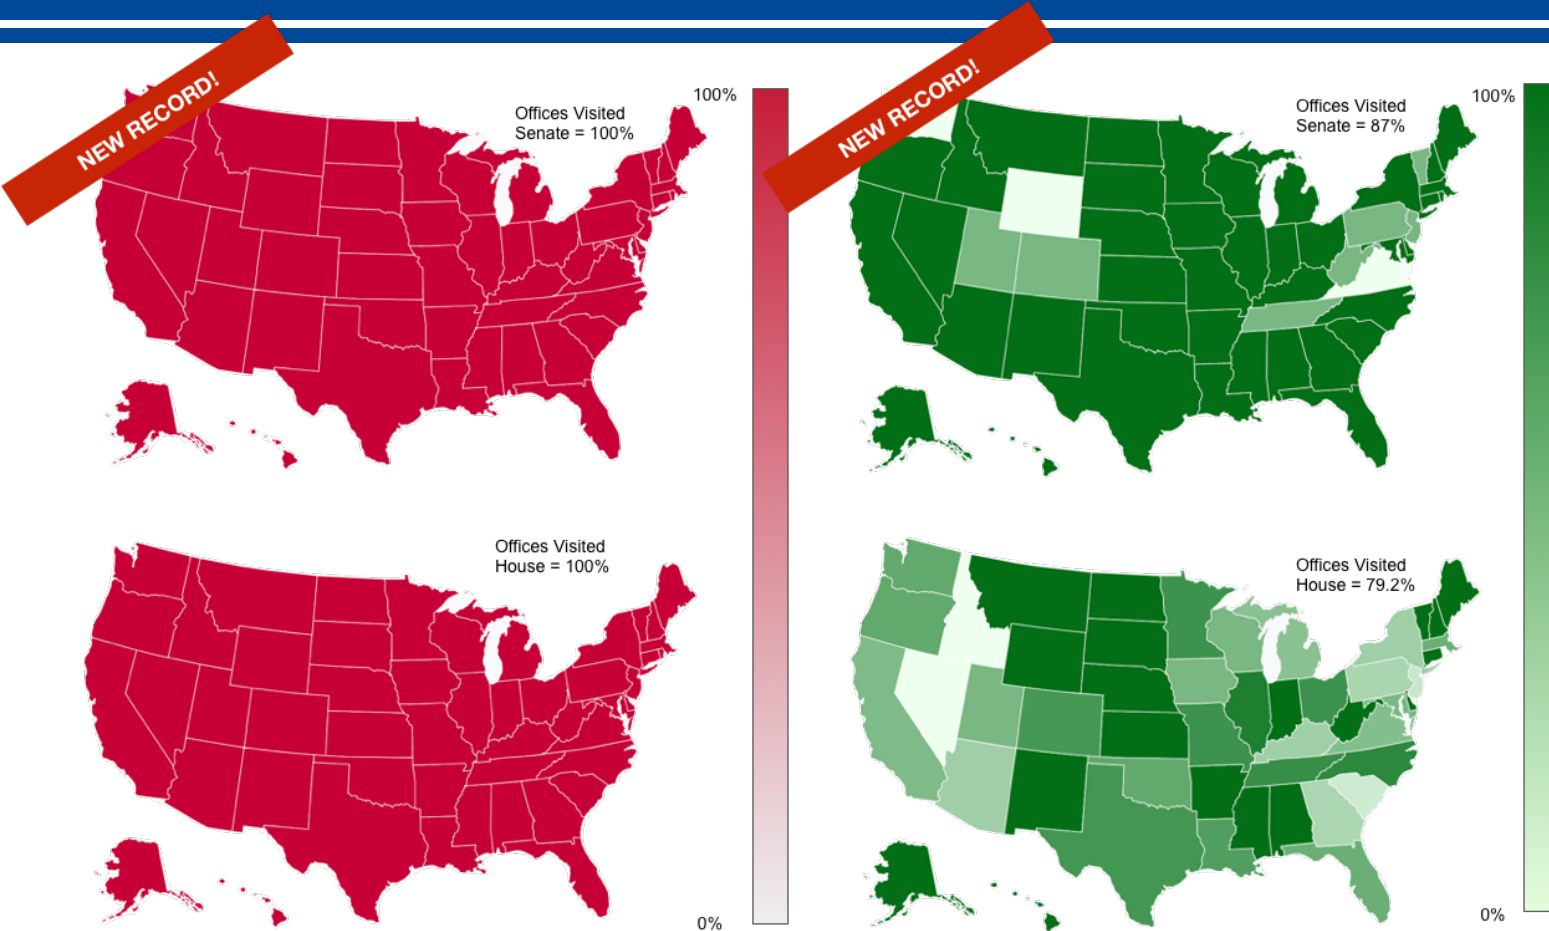 NEW RECORD!
100%
Offices Visited
Senate = 100%
NEW RECORD!
100%
Offices Visited
Senate = 87%
Offices Visited
House = 100%
0%
Offices Visited
House = 79.2%
0%